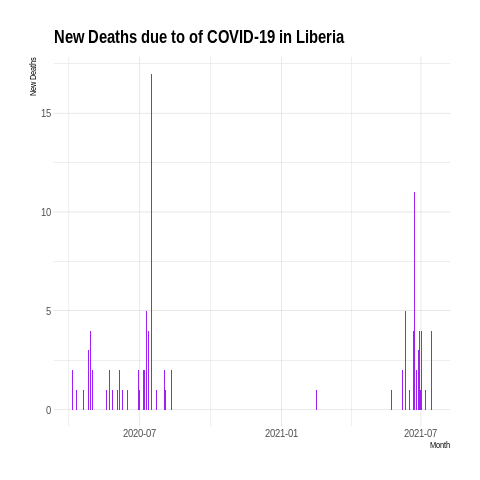 New Deaths due to of COVID-19 in Liberia
New Deaths
15
10
5
0
2020-07
2021-01
2021-07
Month